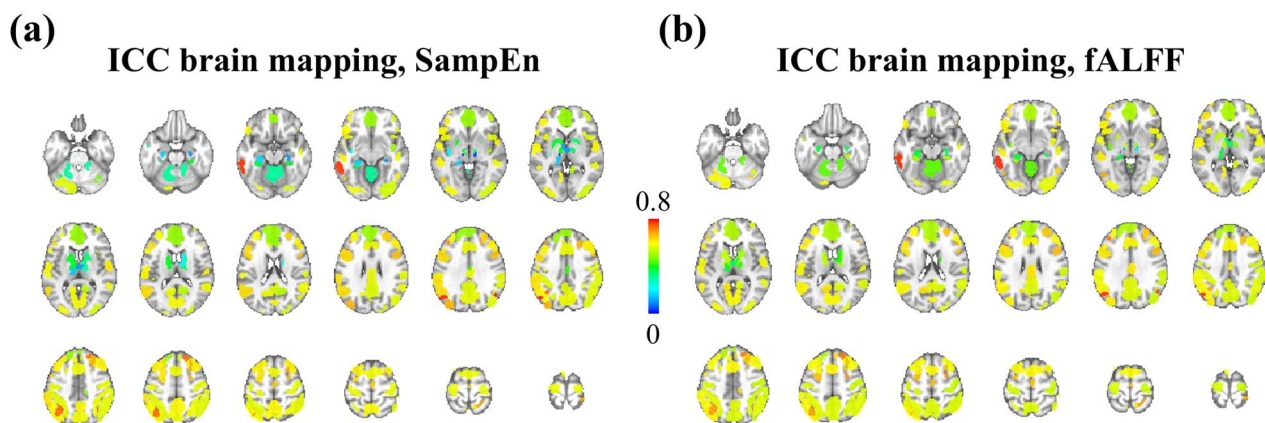 (a)
ICC brain mapping, SampEn
(b)
ICC brain mapping, fALFF
0.8
0